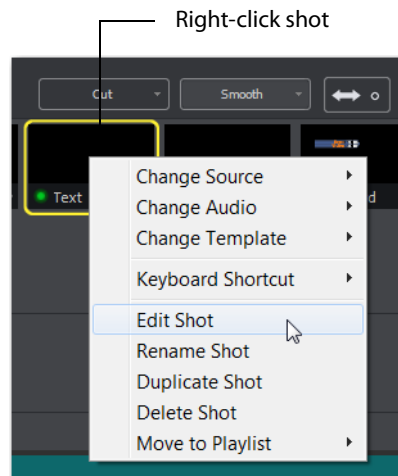 Right-click shot
Cut
Smooth
Text
d
Change Source
Change Audio
Change Template
Keyboard Shortcut
Edit Shot
Rename Shot
Duplicate Shot
Delete Shot
Move to Playlist